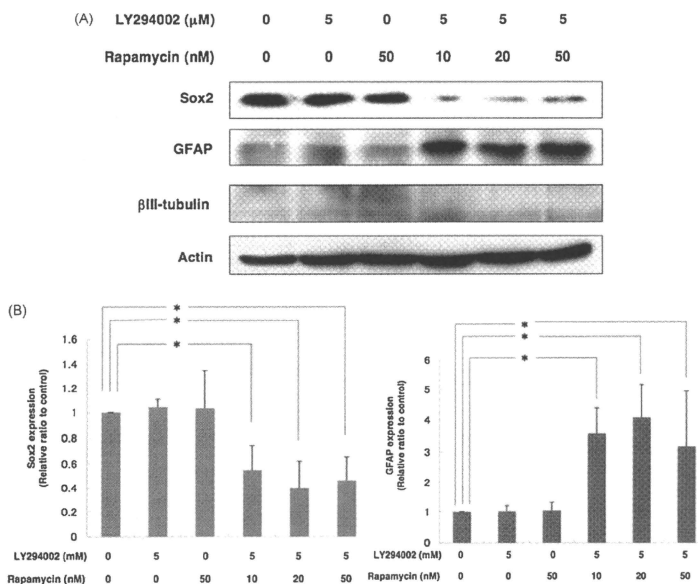 (A) LY294002 (μM) 0 5 0 5 5 5
Rapamycin (nM) 0 0 50 10 20 50
Sox2
GFAP
βIII-tubulin
Actin
(B)
* * *
1.6
1.4
1.2
1
0.8
0.6
0.4
0.2
0
Sox2 expression
(Relative ratio to control)
LY294002 (mM) 0 5 0 5 5 5
Rapamycin (nM) 0 0 50 10 20 50
* * *
6
5
4
3
2
1
0
GFAP expression
(Relative ratio to control)
LY294002 (mM) 0 5 0 5 5 5
Rapamycin (nM) 0 0 50 10 20 50